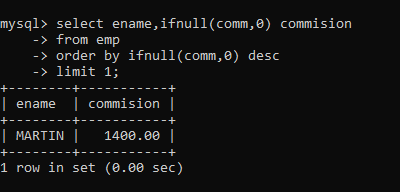 mysql> select ename,ifnull(comm,0) commision
    -> from emp
    -> order by ifnull(comm,0) desc
    -> limit 1;
+--------+-----------+
| ename  | commision |
+--------+-----------+
| MARTIN |   1400.00 |
+--------+-----------+
1 row in set (0.00 sec)